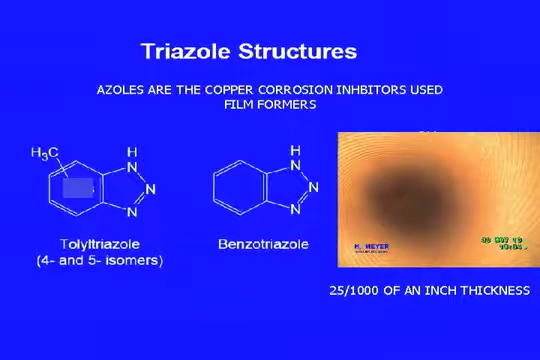 Triazole Structures
AZOLES ARE THE COPPER CORROSION INHBITORS USED
FILM FORMERS
H₃C
H
N
N
N
Tolyltriazole
(4- and 5- isomers)
H
N
N
N
Benzotriazole
H. MEYER
25/1000 OF AN INCH THICKNESS